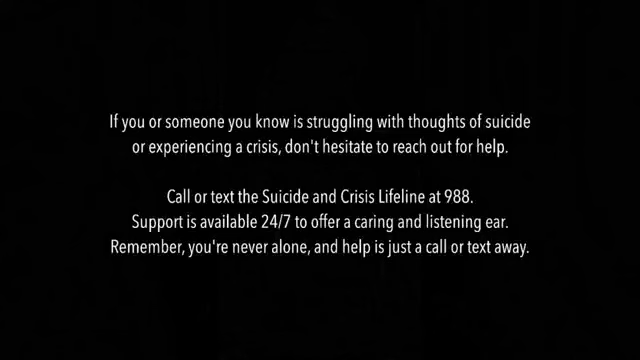 If you or someone you know is struggling with thoughts of suicide
or experiencing a crisis, don't hesitate to reach out for help.
Call or text the Suicide and Crisis Lifeline at 988.
Support is available 24/7 to offer a caring and listening ear.
Remember, you're never alone, and help is just a call or text away.